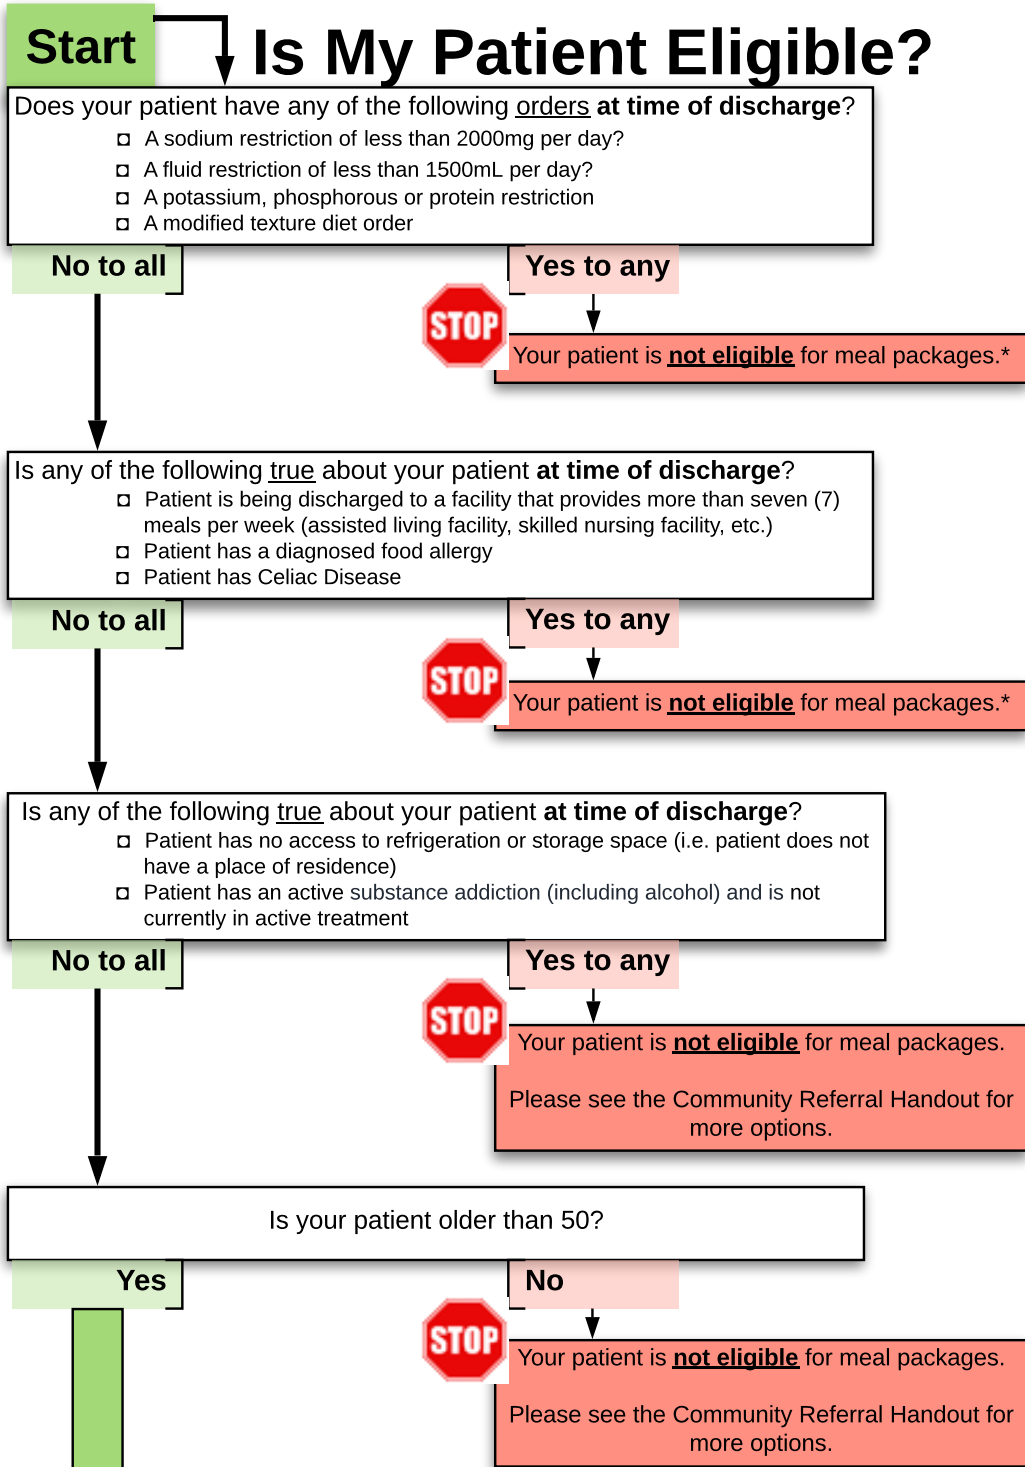 Start
Is My Patient Eligible?
Does your patient have any of the following orders at time of discharge?
A sodium restriction of less than 2000mg per day?
A fluid restriction of less than 1500mL per day?
A potassium, phosphorous or protein restriction
A modified texture diet order
No to all
Yes to any
STOP
Your patient is not eligible for meal packages.*
Is any of the following true about your patient at time of discharge?
Patient is being discharged to a facility that provides more than seven (7)
meals per week (assisted living facility, skilled nursing facility, etc.)
Patient has a diagnosed food allergy
Patient has Celiac Disease
No to all
Yes to any
STOP
Your patient is not eligible for meal packages.*
Is any of the following true about your patient at time of discharge?
Patient has no access to refrigeration or storage space (i.e. patient does not
have a place of residence)
Patient has an active substance addiction (including alcohol) and is not
currently in active treatment
No to all
Yes to any
STOP
Your patient is not eligible for meal packages.
Please see the Community Referral Handout for
more options.
Is your patient older than 50?
Yes
No
STOP
Your patient is not eligible for meal packages.
Please see the Community Referral Handout for
more options.